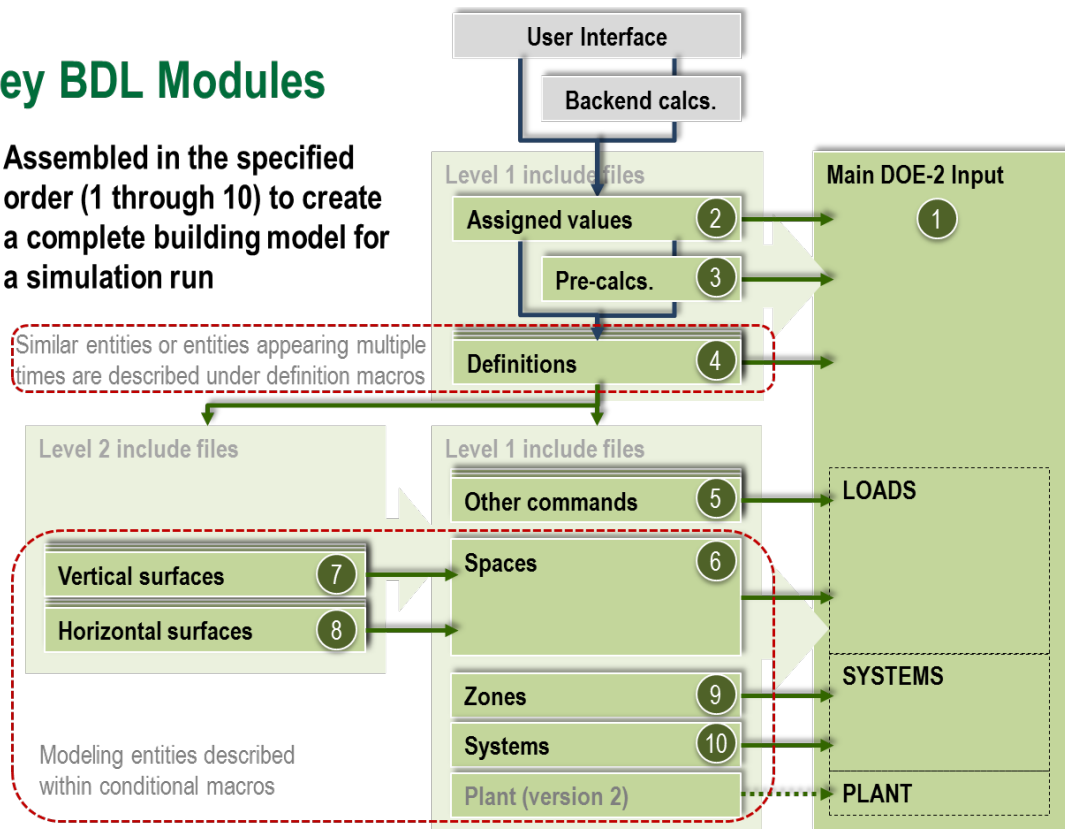 ey BDL Modules
Assembled in the specified
order (1 through 10) to create
a complete building model for
a simulation run
User Interface
Backend calcs.
Level 1 include files
Assigned values 2
Pre-calcs. 3
Similar entities or entities appearing multiple
times are described under definition macros
Definitions 4
Main DOE-2 Input
1
Level 2 include files
Level 1 include files
Other commands 5
Vertical surfaces 7
Horizontal surfaces 8
Spaces 6
Zones 9
Systems 10
Plant (version 2)
Modeling entities described
within conditional macros
LOADS
SYSTEMS
PLANT